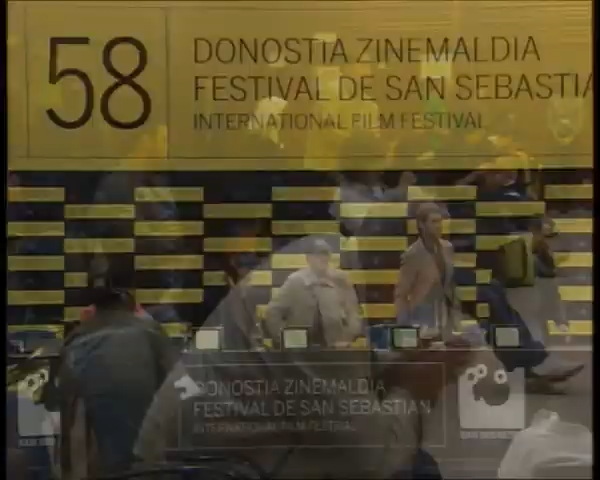 58
DONOSTIA ZINEMALDIA
FESTIVAL DE SAN SEBASTIA
INTERNATIONAL FILM FESTIVAL
DONOSTIA ZINEMALDIA
FESTIVAL DE SAN SEBASTIAN
INTERNATIONAL FILM FESTIVAL